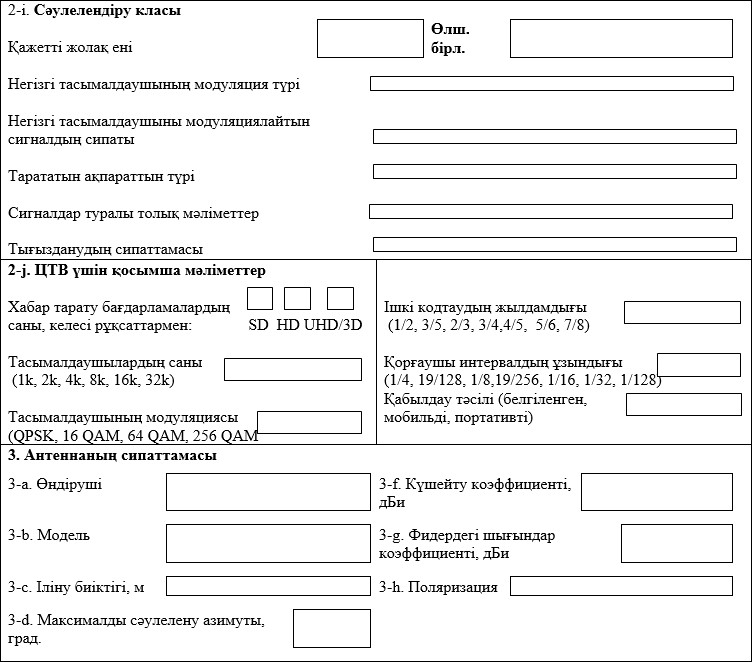 2-i. Сәулелендіру класы
Қажетті жолақ ені
Өлш.
бірл.
Негізгі тасымалдаушының модуляция түрі
Негізгі тасымалдаушыны модуляциялайтын
сигналдың сипаты
Тарататын ақпараттын түрі
Сигналдар туралы толық мәліметтер
Тығызданудың сипаттамасы
2-j. ЦТВ үшін қосымша мәліметтер
Хабар тарату бағдарламалардың
саны, келесі рұқсаттармен:
SD HD UHD/3D
Тасымалдаушылардың саны
(1k, 2k, 4k, 8k, 16k, 32k)
Тасымалдаушының модуляциясы
(QPSK, 16 QAM, 64 QAM, 256 QAM
Ішкі кодтаудың жылдамдығы
(1/2, 3/5, 2/3, 3/4,4/5, 5/6, 7/8)
Қорғаушы интервалдың ұзындығы
(1/4, 19/128, 1/8,19/256, 1/16, 1/32, 1/128)
Қабылдау тәсілі (белгіленген,
мобильді, портативті)
3. Антеннаның сипаттамасы
3-a. Өндіруші
3-f. Күшейту коэффициенті,
дБи
3-b. Модель
3-g. Фидердегі шығындар
коэффициенті, дБи
3-c. Іліну биіктігі, м
3-h. Поляризация
3-d. Максималды сәулелену азимуты,
град.